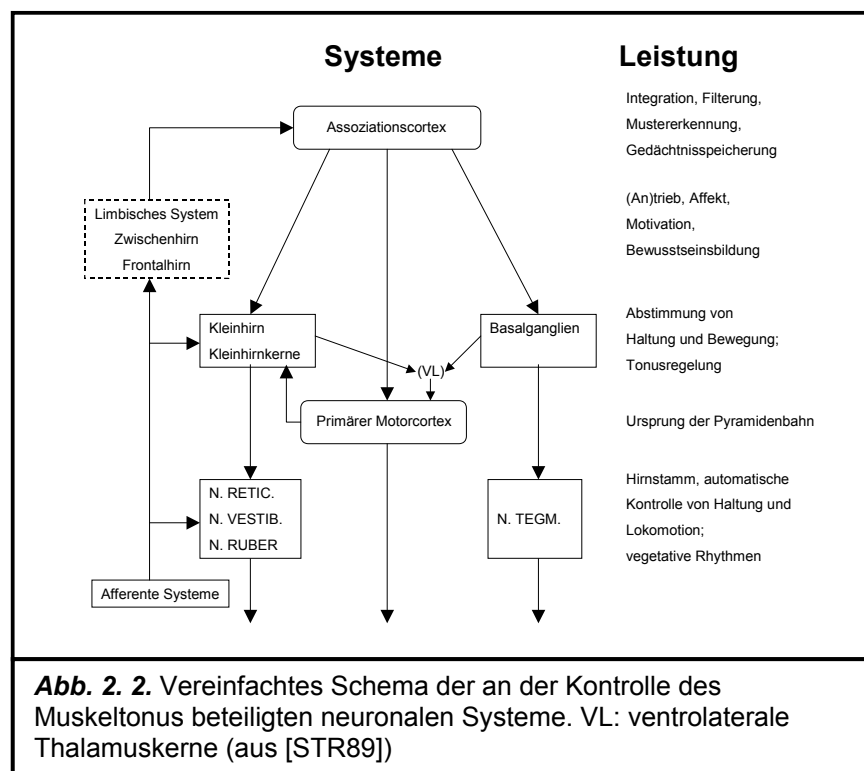 Systeme
Leistung
Assoziationscortex
Integration, Filterung,
Mustererkennung,
Gedächtnisspeicherung
Limbisches System
Zwischenhirn
Frontalhirn
(An)trieb, Affekt,
Motivation,
Bewusstseinsbildung
Kleinhirn
Kleinhirnkerne
(VL)
Basalganglien
Abstimmung von
Haltung und Bewegung;
Tonusregelung
Primärer Motorcortex
Ursprung der Pyramidenbahn
N. RETIC.
N. VESTIB.
N. RUBER
N. TEGM.
Hirnstamm, automatische
Kontrolle von Haltung und
Lokomotion;
vegetative Rhythmen
Afferente Systeme
Abb. 2. 2. Vereinfachtes Schema der an der Kontrolle des
Muskeltonus beteiligten neuronalen Systeme. VL: ventrolaterale
Thalamuskerne (aus [STR89])